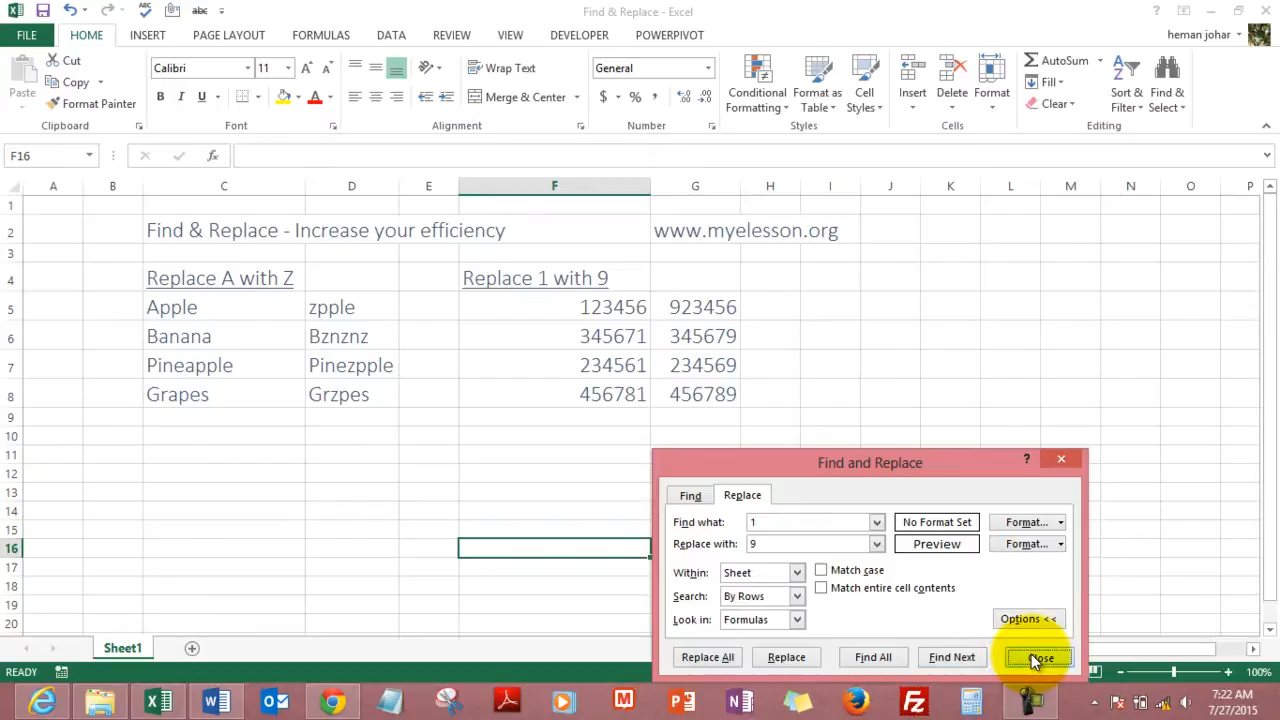 Find & Replace - Excel
heman johar
FILE HOME INSERT PAGE LAYOUT FORMULAS DATA REVIEW VIEW DEVELOPER POWERPIVOT
Paste
Cut
Copy
Format Painter
Calibri 11
B I U
Wrap Text
Merge & Center
General
$ %
Conditional Formatting
Format as Table
Cell Styles
Insert Delete Format
AutoSum
Fill
Clear
Sort & Filter
Find & Select
Clipboard Font Alignment Number Styles Cells Editing
F16
fx
A B C D E F G H I J K L M N O P
1
2 Find & Replace - Increase your efficiency www.myelesson.org
3
4 Replace A with Z Replace 1 with 9
5 Apple zpple 123456 923456
6 Banana Bznznz 345671 345679
7 Pineapple Pinezpple 234561 234569
8 Grapes Grzpes 456781 456789
9
10
11
12
13
14
15
16
17
18
19
20
Find and Replace
Find Replace
Find what: 1 No Format Set Format...
Replace with: 9 Preview Format...
Within: Sheet Match case
Search: By Rows Match entire cell contents
Look in: Formulas
Options <<
Replace All Replace Find All Find Next Close
Sheet1
READY
100%
7:22 AM
7/27/2015